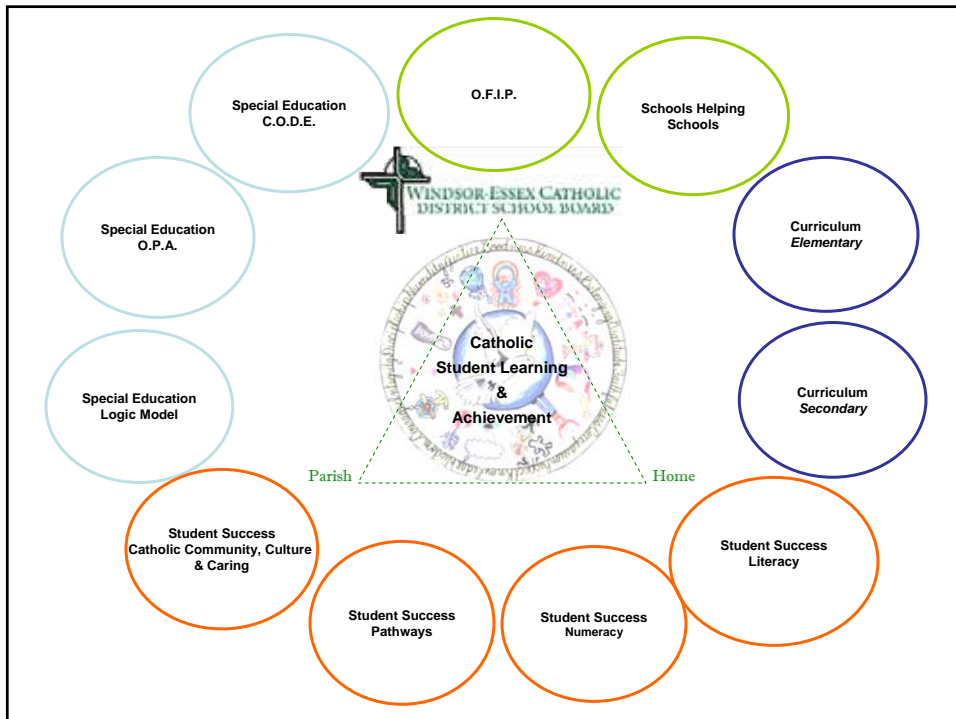 O.F.I.P.
Schools Helping
Schools
Curriculum
Elementary
Curriculum
Secondary
Student Success
Literacy
Student Success
Numeracy
Student Success
Pathways
Student Success
Catholic Community, Culture
& Caring
Special Education
Logic Model
Special Education
O.P.A.
Special Education
C.O.D.E.
WINDSOR-ESSEX CATHOLIC
DISTRICT SCHOOL BOARD
Catholic
Student Learning
&
Achievement
Parish
Home